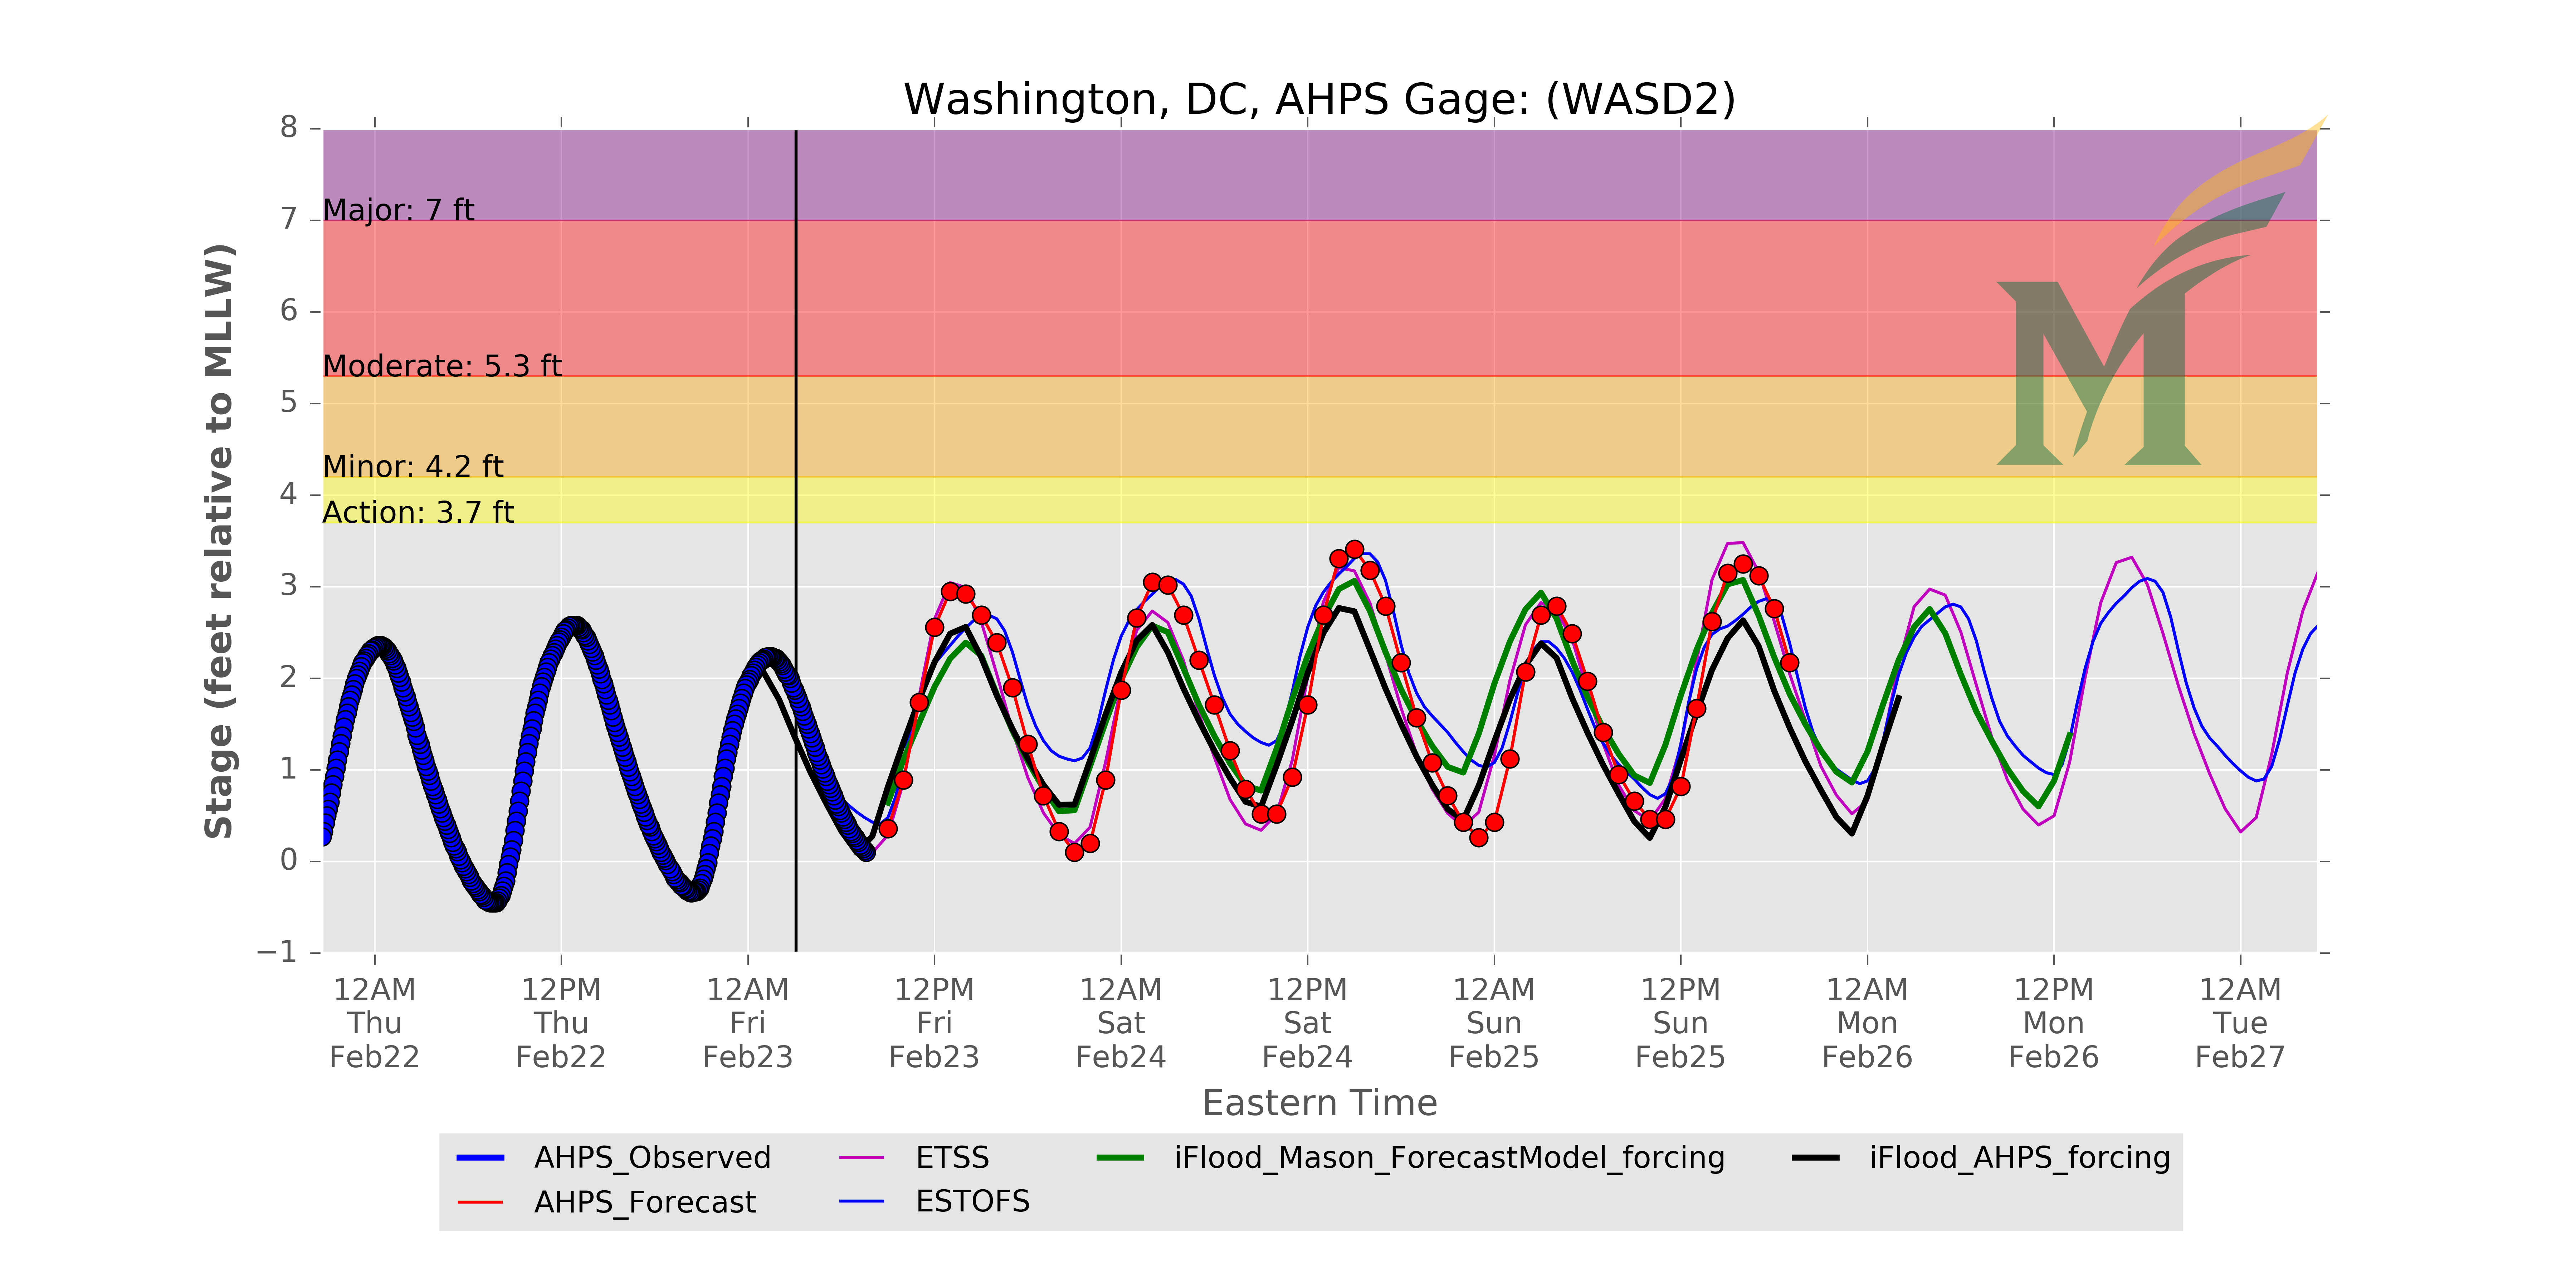 Washington, DC, AHPS Gage: (WASD2)
8
7
6
5
4
3
2
1
0
−1
Stage (feet relative to MLLW)
Major: 7 ft
Moderate: 5.3 ft
Minor: 4.2 ft
Action: 3.7 ft
M
12AM 12PM 12AM 12PM 12AM 12PM 12AM 12PM 12AM 12PM 12AM
Thu Thu Fri Fri Sat Sat Sun Sun Mon Mon Tue
Feb22 Feb22 Feb23 Feb23 Feb24 Feb24 Feb25 Feb25 Feb26 Feb26 Feb27
Eastern Time
AHPS_Observed ETSS iFlood_Mason_ForecastModel_forcing iFlood_AHPS_forcing
AHPS_Forecast ESTOFS